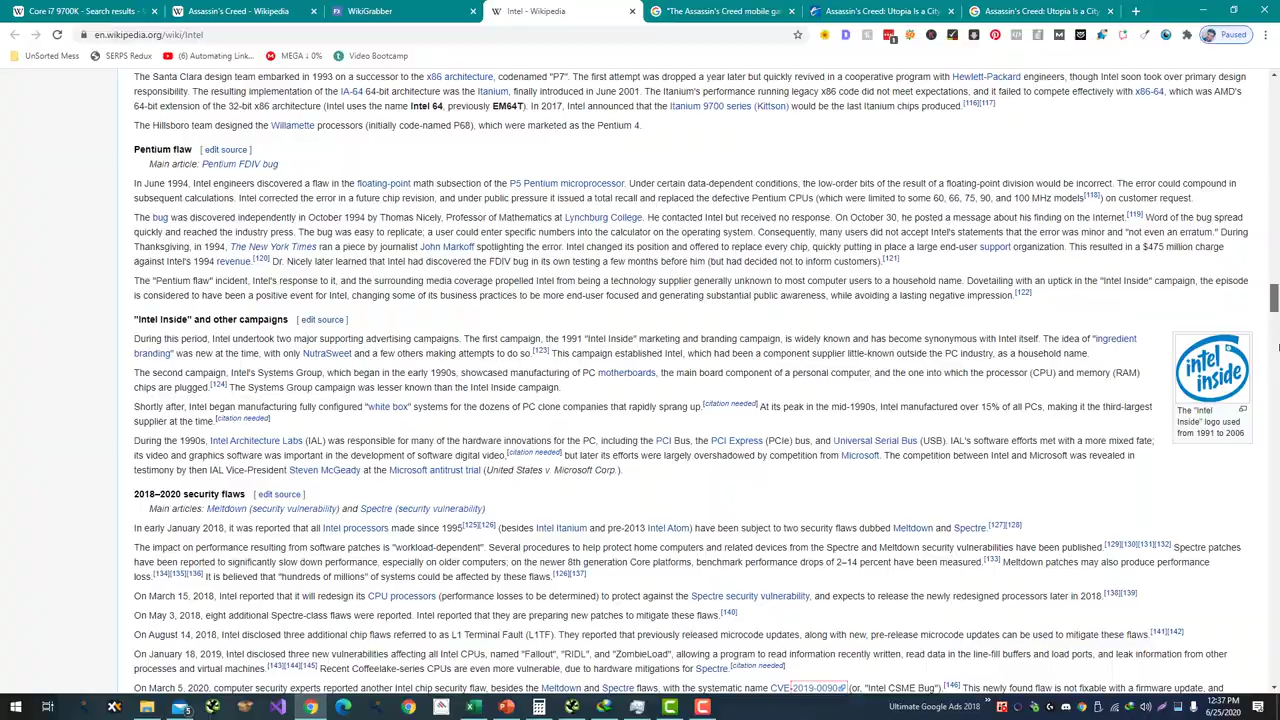 Core i7 9700K - Search results -
Assassin's Creed - Wikipedia
WikiGrabber
Intel - Wikipedia
"The Assassin's Creed mobile ga
Assassin's Creed: Utopia Is a City
Assassin's Creed: Utopia Is a City
en.wikipedia.org/wiki/Intel
Paused
UnSorted Mess
SERPS Redux
(2) Automating Link...
MEGA ↓ 0%
Video Bootcamp
The Santa Clara design team embarked in 1993 on a successor to the x86 architecture, codenamed "P7". The first attempt was dropped a year later but quickly revived in a cooperative program with Hewlett-Packard engineers, though Intel soon took over primary design
responsibility. The resulting implementation of the IA-64 64-bit architecture was the Itanium, finally introduced in June 2001. The Itanium's performance running legacy x86 code did not meet expectations, and it failed to compete effectively with x86-64, which was AMD's
64-bit extension of the 32-bit x86 architecture (Intel uses the name Intel 64, previously EM64T). In 2017, Intel announced that the Itanium 9700 series (Kittson) would be the last Itanium chips produced.[116][117]
The Hillsboro team designed the Willamette processors (initially code-named P68), which were marketed as the Pentium 4.
Pentium flaw [ edit source ]
Main article: Pentium FDIV bug
In June 1994, Intel engineers discovered a flaw in the floating-point math subsection of the P5 Pentium microprocessor. Under certain data-dependent conditions, the low-order bits of the result of a floating-point division would be incorrect. The error could compound in
subsequent calculations. Intel corrected the error in a future chip revision, and under public pressure it issued a total recall and replaced the defective Pentium CPUs (which were limited to some 60, 66, 75, 90, and 100 MHz models[118]) on customer request.
The bug was discovered independently in October 1994 by Thomas Nicely, Professor of Mathematics at Lynchburg College. He contacted Intel but received no response. On October 30, he posted a message about his finding on the Internet.[119] Word of the bug spread
quickly and reached the industry press. The bug was easy to replicate; a user could enter specific numbers into the calculator on the operating system. Consequently, many users did not accept Intel's statements that the error was minor and "not even an erratum." During
Thanksgiving, in 1994, The New York Times ran a piece by journalist John Markoff spotlighting the error. Intel changed its position and offered to replace every chip, quickly putting in place a large end-user support organization. This resulted in a $475 million charge
against Intel's 1994 revenue.[120] Dr. Nicely later learned that Intel had discovered the FDIV bug in its own testing a few months before him (but had decided not to inform customers).[121]
The "Pentium flaw" incident, Intel's response to it, and the surrounding media coverage propelled Intel from being a technology supplier generally unknown to most computer users to a household name. Dovetailing with an uptick in the "Intel Inside" campaign, the episode
is considered to have been a positive event for Intel, changing some of its business practices to be more end-user focused and generating substantial public awareness, while avoiding a lasting negative impression.[122]
"Intel Inside" and other campaigns [ edit source ]
During this period, Intel undertook two major supporting advertising campaigns. The first campaign, the 1991 "Intel Inside" marketing and branding campaign, is widely known and has become synonymous with Intel itself. The idea of "ingredient
branding" was new at the time, with only NutraSweet and a few others making attempts to do so.[123] This campaign established Intel, which had been a component supplier little-known outside the PC industry, as a household name.
The second campaign, Intel's Systems Group, which began in the early 1990s, showcased manufacturing of PC motherboards, the main board component of a personal computer, and the one into which the processor (CPU) and memory (RAM)
chips are plugged.[124] The Systems Group campaign was lesser known than the Intel Inside campaign.
Shortly after, Intel began manufacturing fully configured "white box" systems for the dozens of PC clone companies that rapidly sprang up.[citation needed] At its peak in the mid-1990s, Intel manufactured over 15% of all PCs, making it the third-largest
supplier at the time.[citation needed]
During the 1990s, Intel Architecture Labs (IAL) was responsible for many of the hardware innovations for the PC, including the PCI Bus, the PCI Express (PCIe) bus, and Universal Serial Bus (USB). IAL's software efforts met with a more mixed fate;
its video and graphics software was important in the development of software digital video,[citation needed] but later its efforts were largely overshadowed by competition from Microsoft. The competition between Intel and Microsoft was revealed in
testimony by then IAL Vice-President Steven McGeady at the Microsoft antitrust trial (United States v. Microsoft Corp.).
intel
inside
The "Intel
Inside" logo used
from 1991 to 2006
2018–2020 security flaws [ edit source ]
Main articles: Meltdown (security vulnerability) and Spectre (security vulnerability)
In early January 2018, it was reported that all Intel processors made since 1995[125][126] (besides Intel Itanium and pre-2013 Intel Atom) have been subject to two security flaws dubbed Meltdown and Spectre.[127][128]
The impact on performance resulting from software patches is "workload-dependent". Several procedures to help protect home computers and related devices from the Spectre and Meltdown security vulnerabilities have been published.[129][130][131][132] Spectre patches
have been reported to significantly slow down performance, especially on older computers; on the newer 8th generation Core platforms, benchmark performance drops of 2–14 percent have been measured.[133] Meltdown patches may also produce performance
loss.[134][135][136] It is believed that "hundreds of millions" of systems could be affected by these flaws.[126][137]
On March 15, 2018, Intel reported that it will redesign its CPU processors (performance losses to be determined) to protect against the Spectre security vulnerability, and expects to release the newly redesigned processors later in 2018.[138][139]
On May 3, 2018, eight additional Spectre-class flaws were reported. Intel reported that they are preparing new patches to mitigate these flaws.[140]
On August 14, 2018, Intel disclosed three additional chip flaws referred to as L1 Terminal Fault (L1TF). They reported that previously released microcode updates, along with new, pre-release microcode updates can be used to mitigate these flaws.[141][142]
On January 18, 2019, Intel disclosed three new vulnerabilities affecting all Intel CPUs, named "Fallout", "RIDL", and "ZombieLoad", allowing a program to read information recently written, read data in the line-fill buffers and load ports, and leak information from other
processes and virtual machines.[143][144][145] Recent Coffeelake-series CPUs are even more vulnerable, due to hardware mitigations for Spectre.[citation needed]
On March 5, 2020, computer security experts reported another Intel chip security flaw, besides the Meltdown and Spectre flaws, with the systematic name CVE-2019-0090 (or, "Intel CSME Bug").[146] This newly found flaw is not fixable with a firmware update, and
Ultimate Google Ads 2018
12:37 PM
6/25/2020